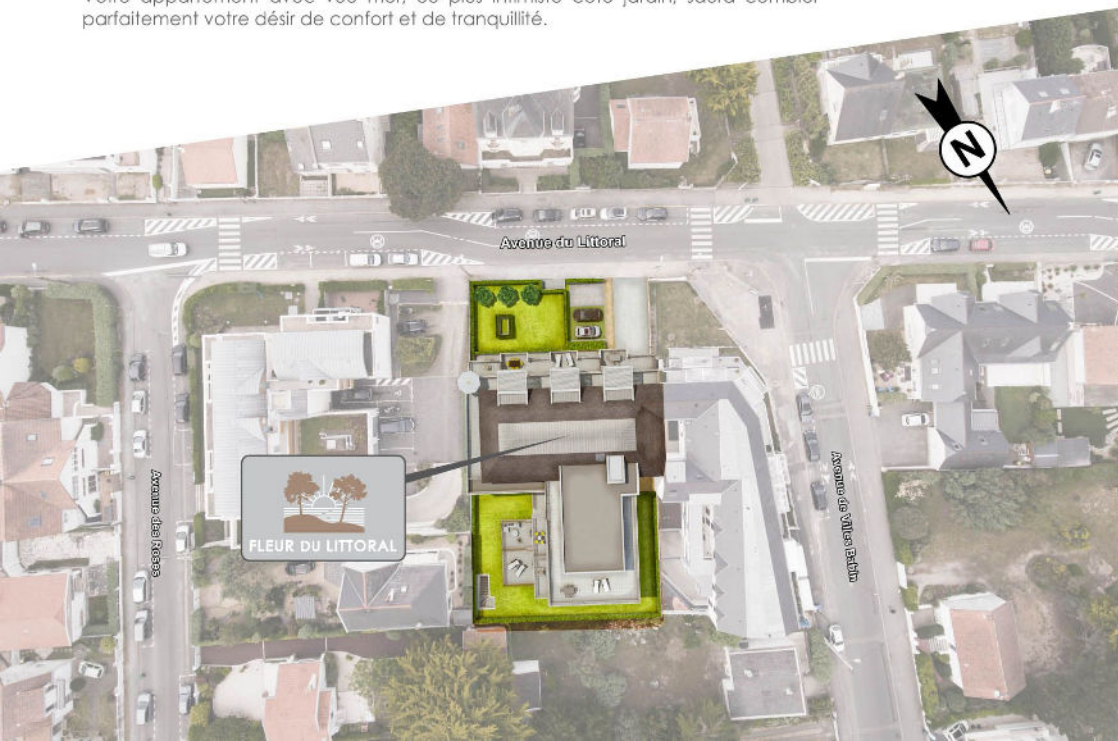 parfaitement votre désir de confort et de tranquillité.
N
Avenue du Littoral
Avenue des Roses
FLEUR DU LITTORAL
Avenue de Villes Babin